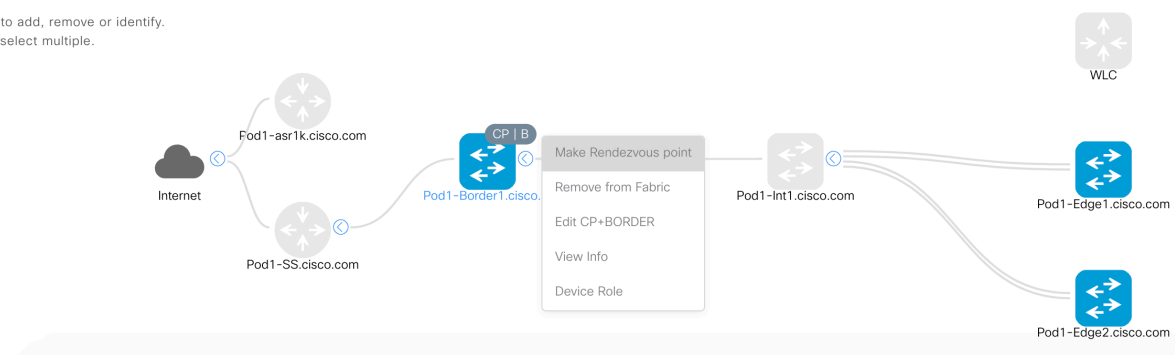 to add, remove or identify.
select multiple.
WLC
Pod1-asr1k.cisco.com
CP | B
Make Rendezvous point
Internet
Pod1-Border1.cisco.
Remove from Fabric
Pod1-Int1.cisco.com
Pod1-Edge1.cisco.com
Edit CP+BORDER
View Info
Pod1-SS.cisco.com
Device Role
Pod1-Edge2.cisco.com